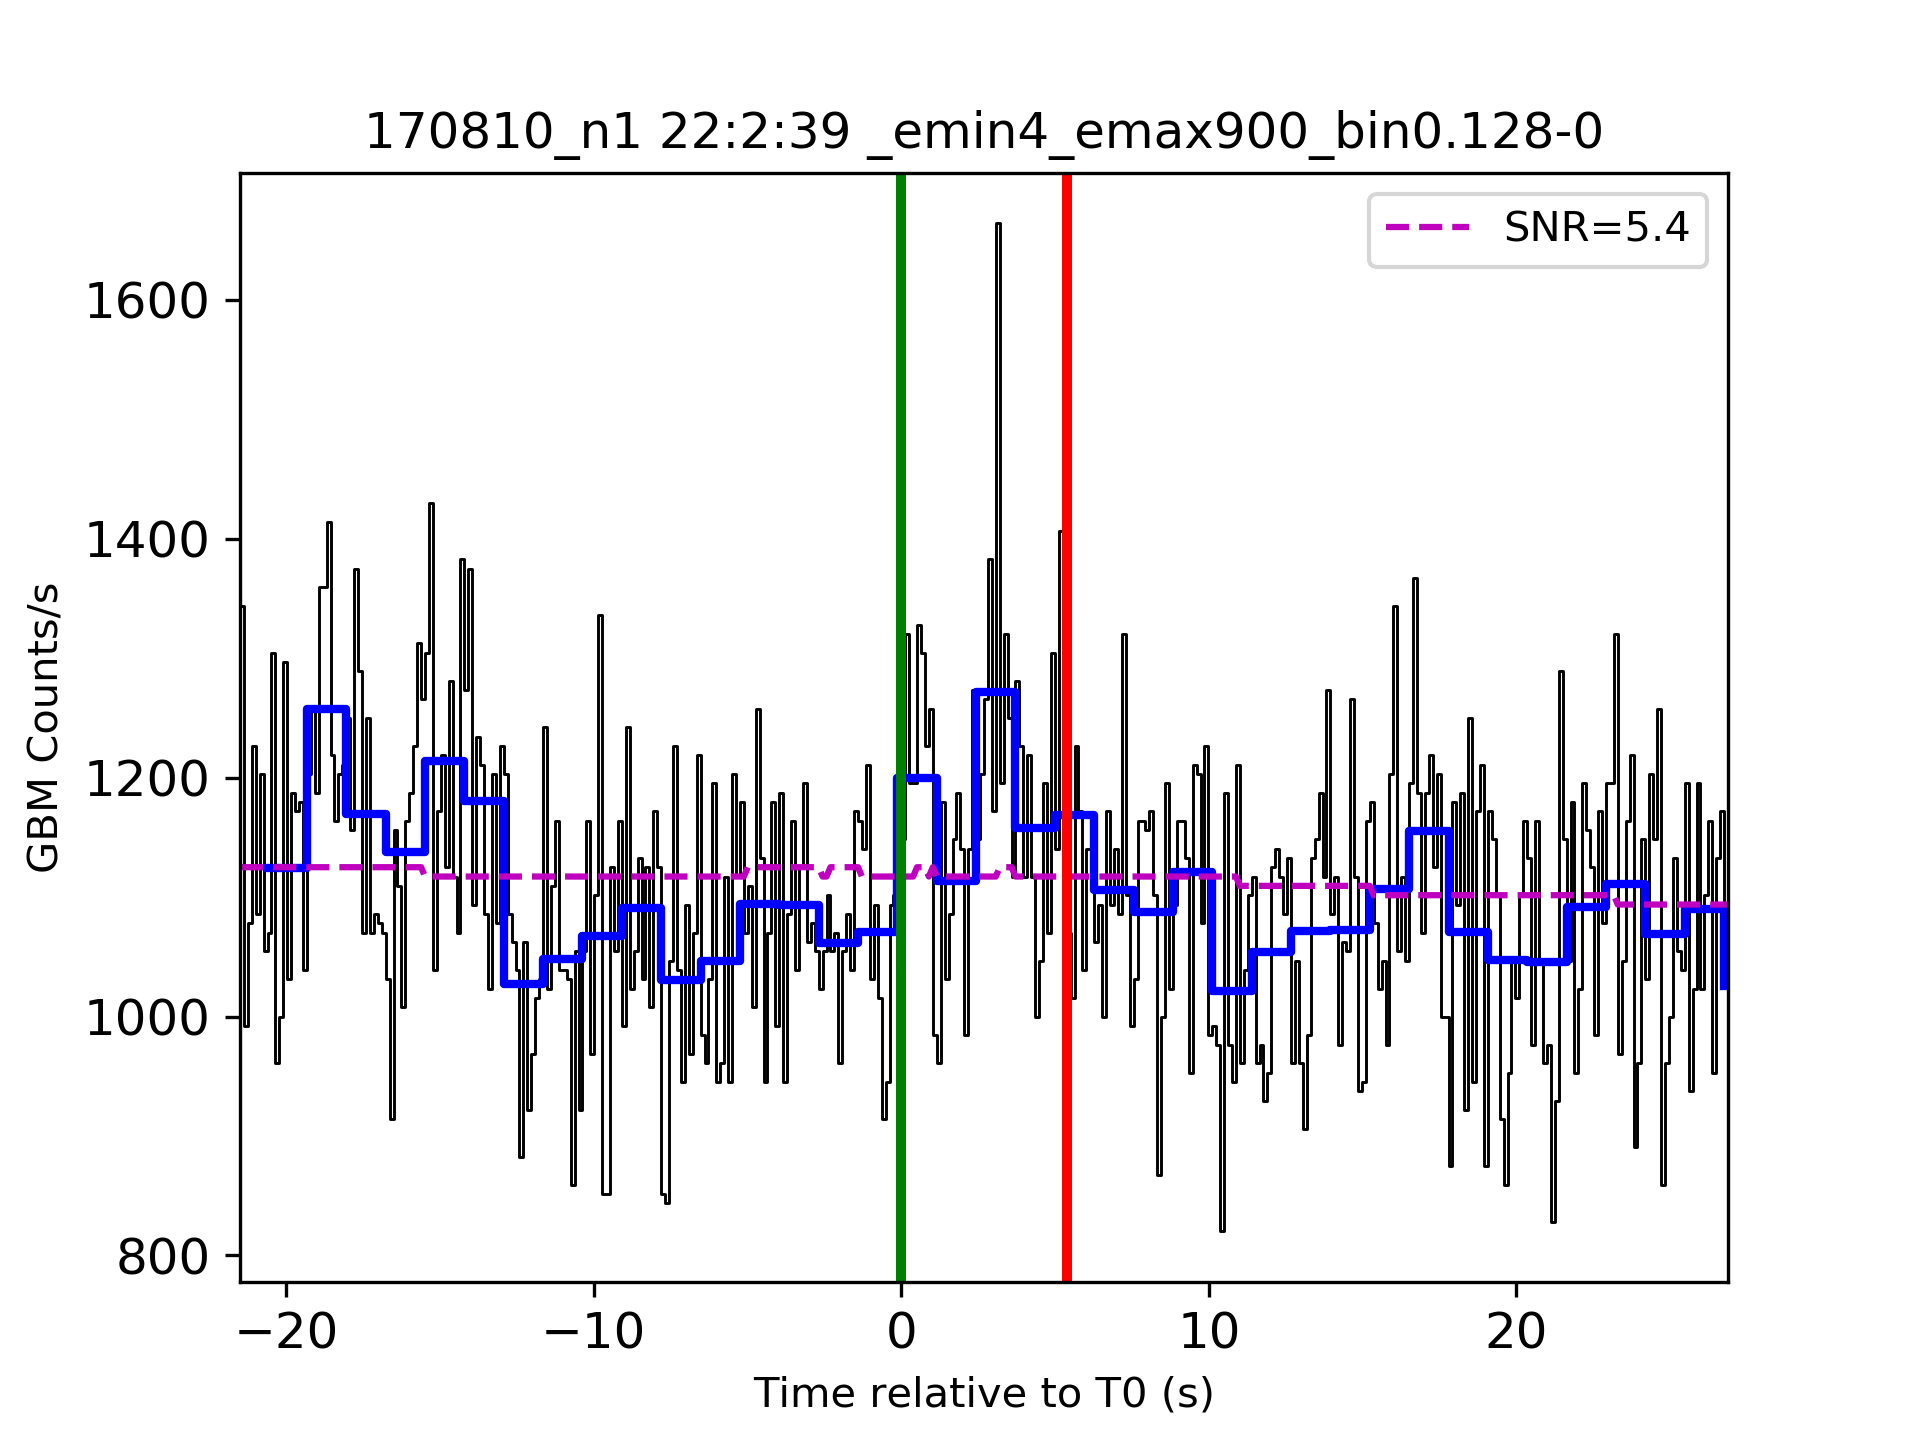 170810_n1 22:2:39 _emin4_emax900_bin0.128-0
SNR=5.4
GBM Counts/s
1600
1400
1200
1000
800
−20 −10 0 10 20
Time relative to T0 (s)